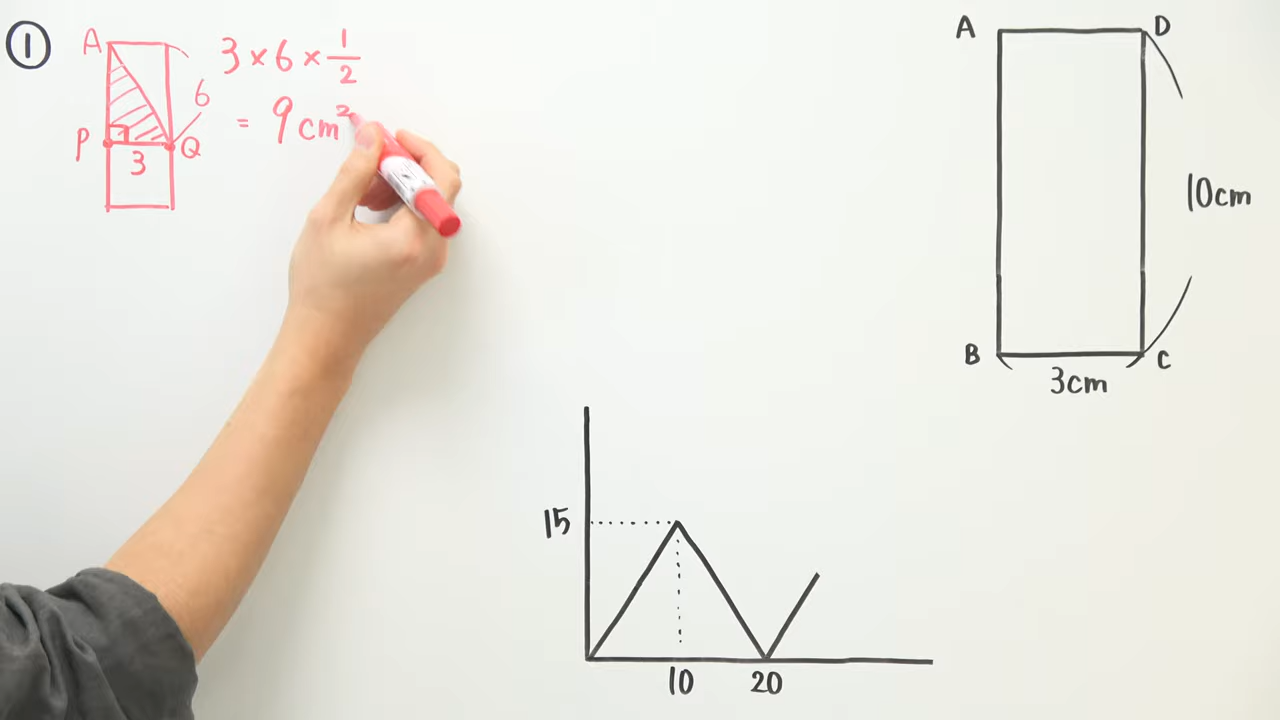 ①
A
3 × 6 × 1/2
6
= 9 cm²
P
Q
3
A
D
10cm
B
C
3cm
15
10
20